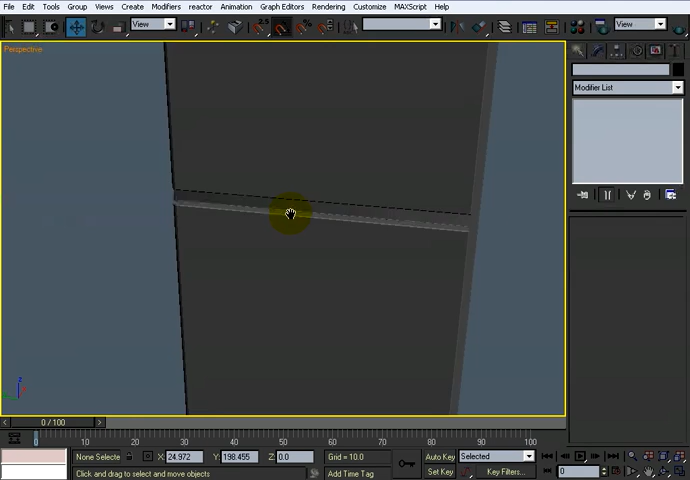 File Edit Tools Group Views Create Modifiers reactor Animation Graph Editors Rendering Customize MAXScript Help
View 2.5 View
Perspective
Modifier List
z
0 / 100
0 10 20 30 40 50 60 70 80 90 100
None Selecte X: 24.972 Y: 198.455 Z: 0.0 Grid = 10.0 Auto Key Selected
Click and drag to select and move objects Add Time Tag Set Key Key Filters... 0